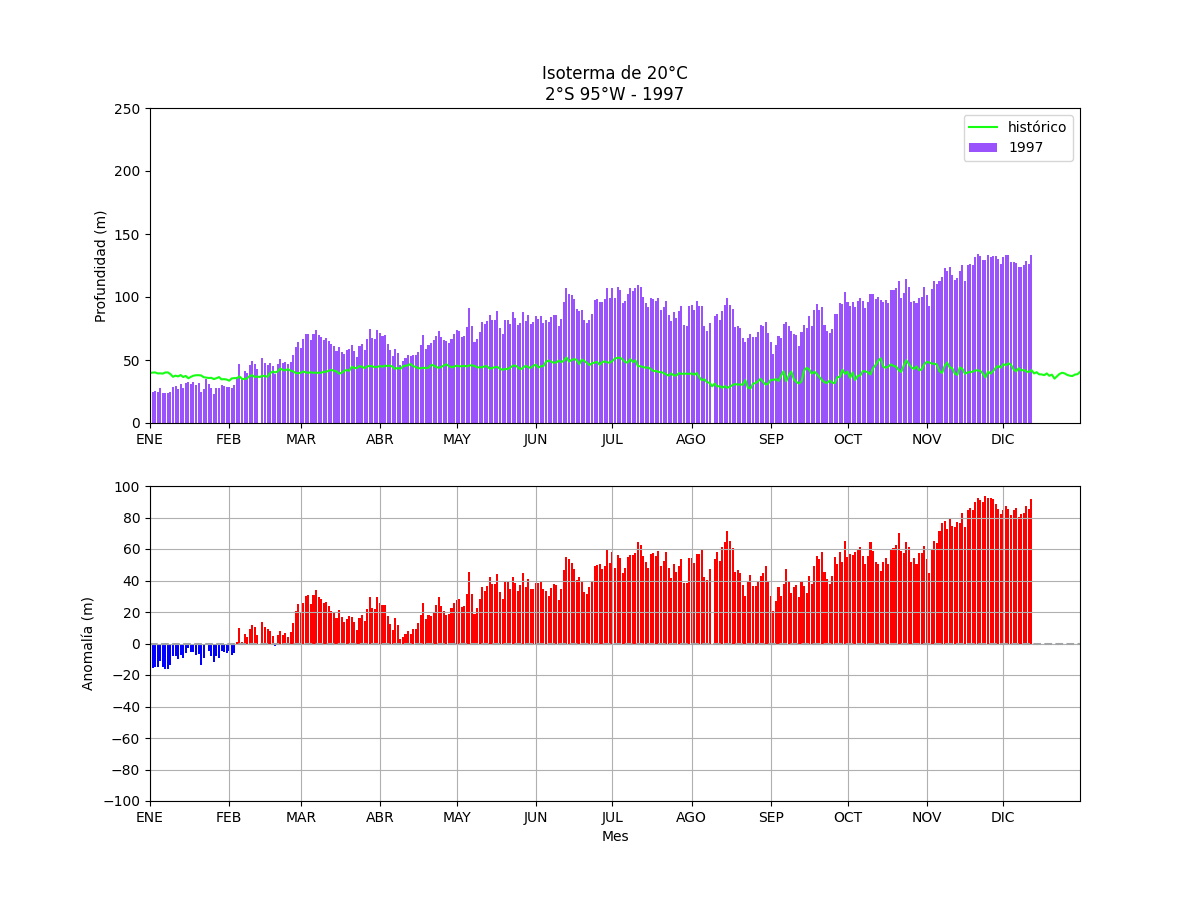 Isoterma de 20°C
2°S 95°W - 1997
histórico
1997
Profundidad (m)
250
200
150
100
50
0
ENE FEB MAR ABR MAY JUN JUL AGO SEP OCT NOV DIC
Anomalía (m)
100
80
60
40
20
0
−20
−40
−60
−80
−100
ENE FEB MAR ABR MAY JUN JUL AGO SEP OCT NOV DIC
Mes